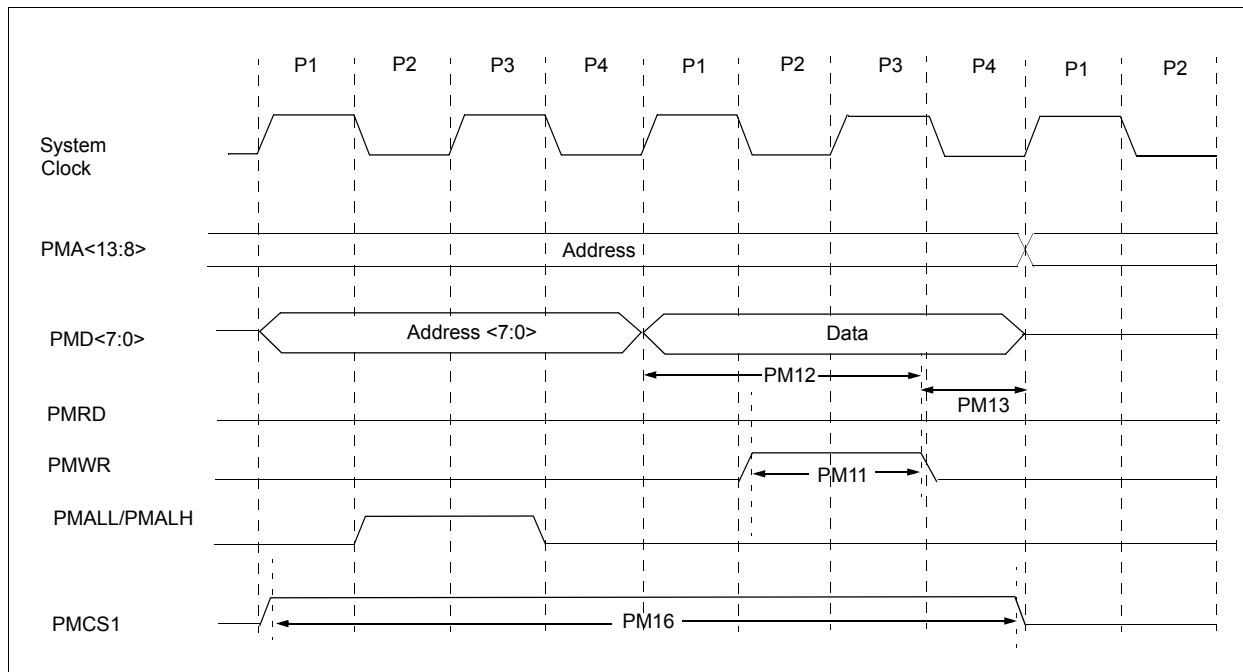 P1 P2 P3 P4 P1 P2 P3 P4 P1 P2
System
Clock
PMA<13:8>
Address
PMD<7:0>
Address <7:0>
Data
PM12
PM13
PMRD
PMWR
PM11
PMALL/PMALH
PMCS1
PM16